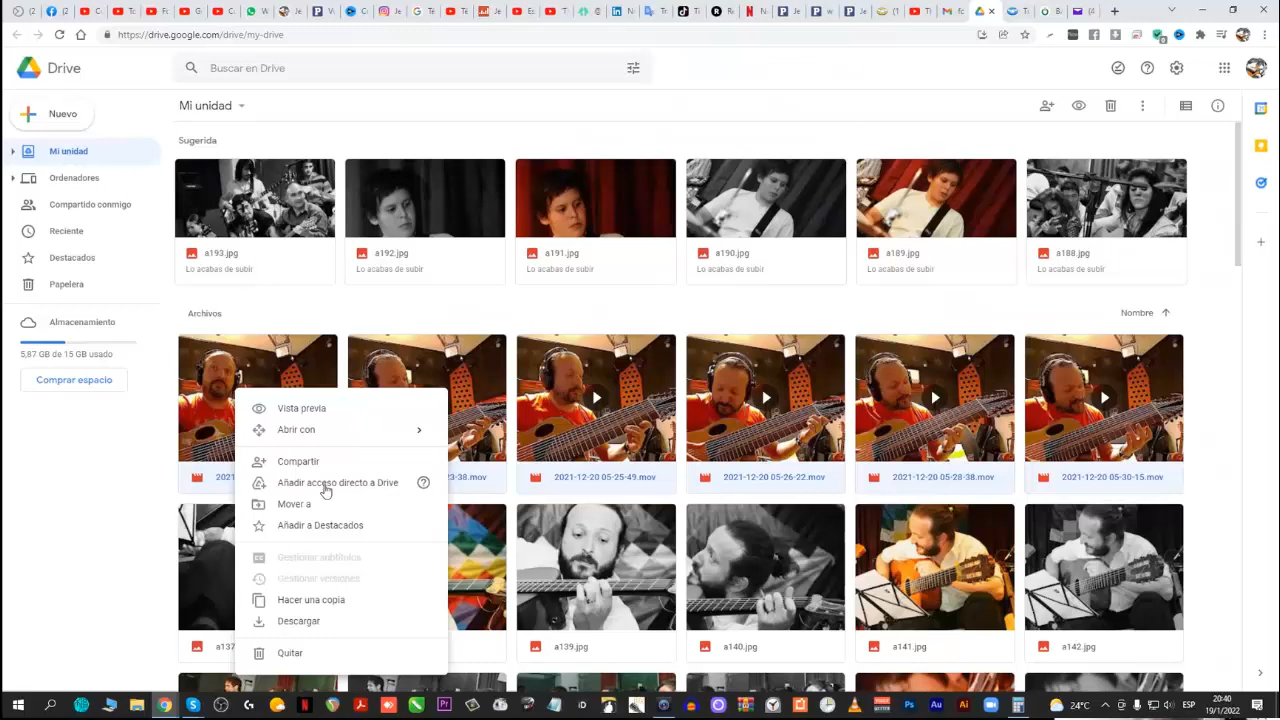 https://drive.google.com/drive/my-drive
Drive
Buscar en Drive
Nuevo
Mi unidad
Mi unidad
Ordenadores
Compartido conmigo
Reciente
Destacados
Papelera
Almacenamiento
5,87 GB de 15 GB usado
Comprar espacio
Sugerida
a193.jpg
Lo acabas de subir
a192.jpg
Lo acabas de subir
a191.jpg
Lo acabas de subir
a190.jpg
Lo acabas de subir
a189.jpg
Lo acabas de subir
a188.jpg
Lo acabas de subir
Archivos
Nombre
2021-12-20 05-25-49.mov
2021-12-20 05-26-22.mov
2021-12-20 05-28-38.mov
2021-12-20 05-30-15.mov
Vista previa
Abrir con
Compartir
Añadir acceso directo a Drive
Mover a
Añadir a Destacados
Gestionar subtítulos
Gestionar versiones
Hacer una copia
Descargar
Quitar
a139.jpg
a140.jpg
a141.jpg
a142.jpg
24°C
ESP
20:40
19/1/2022